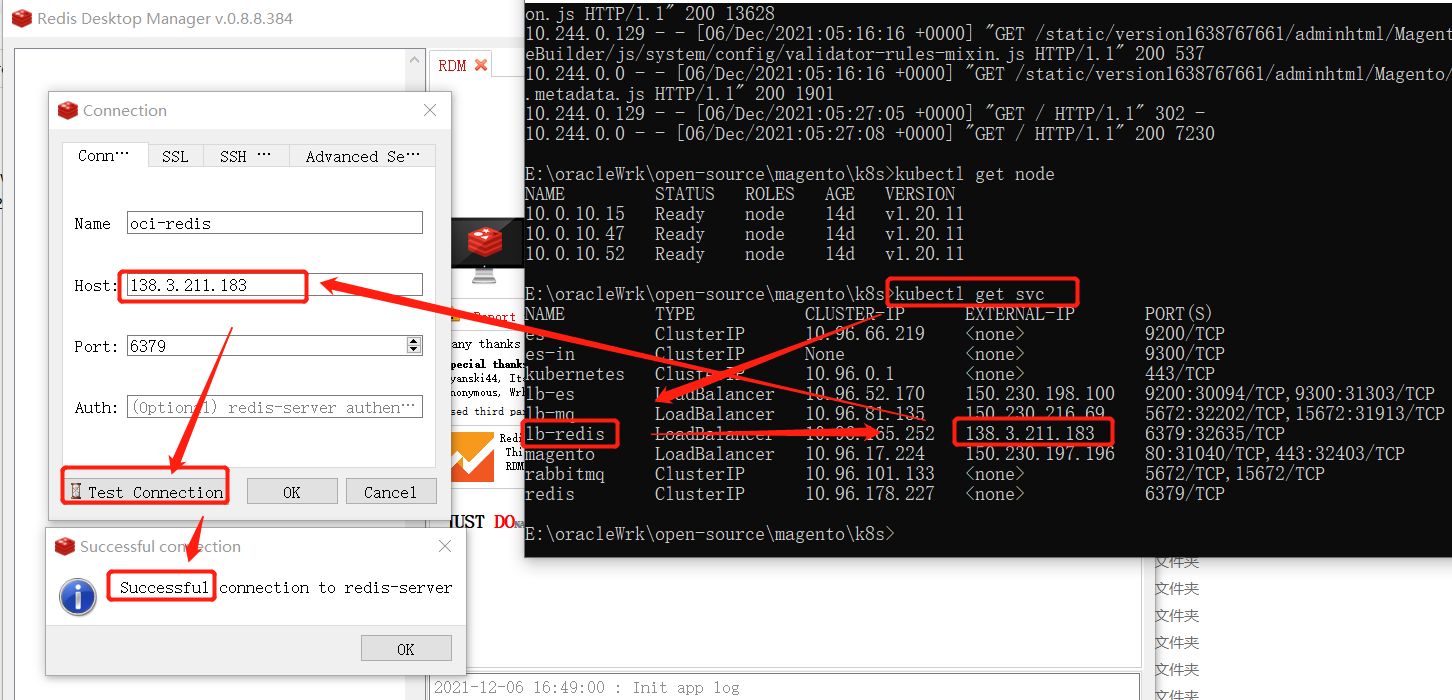 Redis Desktop Manager v.0.8.8.384
RDM
Connection
Conn···
SSL
SSH ···
Advanced Se···
Name
oci-redis
Host:
138.3.211.183
Port:
6379
Auth:
(Optional) redis-server authen···
Test Connection
OK
Cancel
Successful connection
Successful connection to redis-server
OK
Report
any thanks
pecial thank
yanski44, It
nonymous, Wr
sed third pa
Redi
Thi
RDM
JUST DO
2021-12-06 16:49:00 : Init app log
on.js HTTP/1.1" 200 13628
10.244.0.129 - - [06/Dec/2021:05:16:16 +0000] "GET /static/version1638767661/adminhtml/Magent
eBuilder/js/system/config/validator-rules-mixin.js HTTP/1.1" 200 537
10.244.0.0 - - [06/Dec/2021:05:16:16 +0000] "GET /static/version1638767661/adminhtml/Magento/
.metadata.js HTTP/1.1" 200 1901
10.244.0.129 - - [06/Dec/2021:05:27:05 +0000] "GET / HTTP/1.1" 302 -
10.244.0.0 - - [06/Dec/2021:05:27:08 +0000] "GET / HTTP/1.1" 200 7230
E:\oracleWrk\open-source\magento\k8s>kubectl get node
NAME STATUS ROLES AGE VERSION
10.0.10.15 Ready node 14d v1.20.11
10.0.10.47 Ready node 14d v1.20.11
10.0.10.52 Ready node 14d v1.20.11
E:\oracleWrk\open-source\magento\k8s>kubectl get svc
NAME TYPE CLUSTER-IP EXTERNAL-IP PORT(S)
es ClusterIP 10.96.66.219 <none> 9200/TCP
es-in ClusterIP None <none> 9300/TCP
kubernetes ClusterIP 10.96.0.1 <none> 443/TCP
lb-es LoadBalancer 10.96.52.170 150.230.198.100 9200:30094/TCP,9300:31303/TCP
lb-mq LoadBalancer 10.96.81.135 150.230.216.69 5672:32202/TCP,15672:31913/TCP
lb-redis LoadBalancer 10.96.165.252 138.3.211.183 6379:32635/TCP
magento LoadBalancer 10.96.17.224 150.230.197.196 80:31040/TCP,443:32403/TCP
rabbitmq ClusterIP 10.96.101.133 <none> 5672/TCP,15672/TCP
redis ClusterIP 10.96.178.227 <none> 6379/TCP
E:\oracleWrk\open-source\magento\k8s>
文件夹
文件夹
文件夹
文件夹
文件夹
文件夹